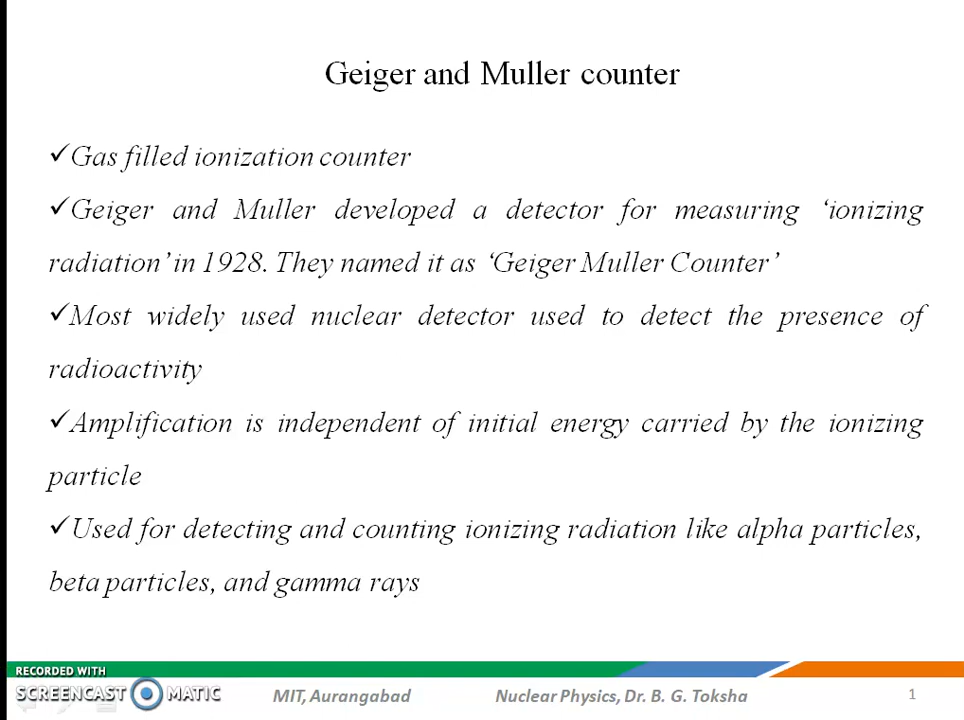 Geiger and Muller counter
✓Gas filled ionization counter
✓Geiger and Muller developed a detector for measuring ‘ionizing
radiation’ in 1928. They named it as ‘Geiger Muller Counter’
✓Most widely used nuclear detector used to detect the presence of
radioactivity
✓Amplification is independent of initial energy carried by the ionizing
particle
✓Used for detecting and counting ionizing radiation like alpha particles,
beta particles, and gamma rays
RECORDED WITH
SCREENCAST MATIC
MIT, Aurangabad
Nuclear Physics, Dr. B. G. Toksha
1